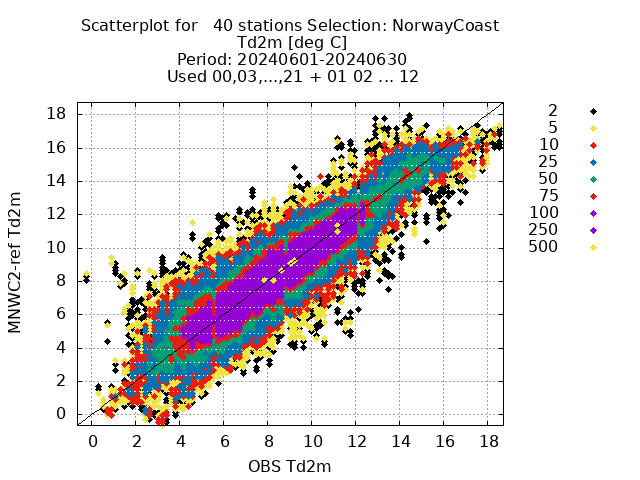 Scatterplot for   40 stations Selection: NorwayCoast
Td2m [deg C]
Period: 20240601-20240630
Used 00,03,...,21 + 01 02 ... 12
MNWC2-ref Td2m
18
16
14
12
10
8
6
4
2
0
0 2 4 6 8 10 12 14 16 18
OBS Td2m
2
5
10
25
50
75
100
250
500